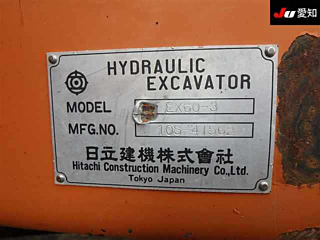 JU 愛知
HYDRAULIC
EXCAVATOR
MODEL EX60-3
MFG.NO.
日立建機株式會社
Hitachi Construction Machinery Co.,Ltd.
Tokyo Japan